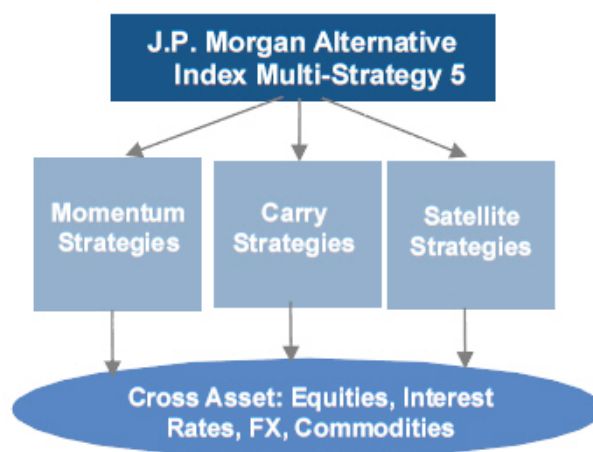 J.P. Morgan Alternative
Index Multi-Strategy 5
Momentum
Strategies
Carry
Strategies
Satellite
Strategies
Cross Asset: Equities, Interest
Rates, FX, Commodities